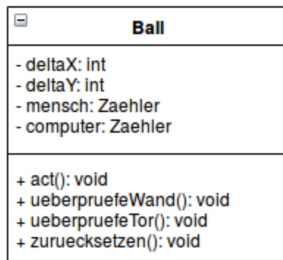 Ball
- deltaX: int
- deltaY: int
- mensch: Zaehler
- computer: Zaehler
+ act(): void
+ ueberpruefeWand(): void
+ ueberpruefeTor(): void
+ zuruecksetzen(): void